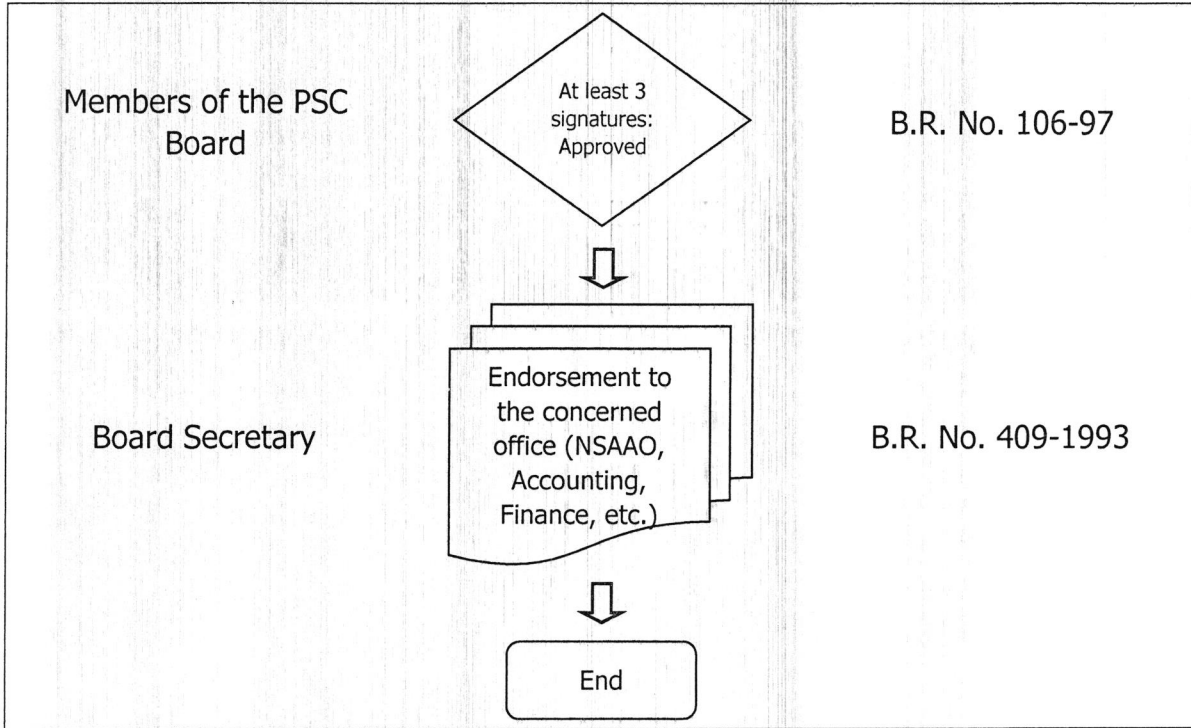 Members of the PSC
Board
At least 3
signatures:
Approved
B.R. No. 106-97
Board Secretary
Endorsement to
the concerned
office (NSAAO,
Accounting,
Finance, etc.)
B.R. No. 409-1993
End